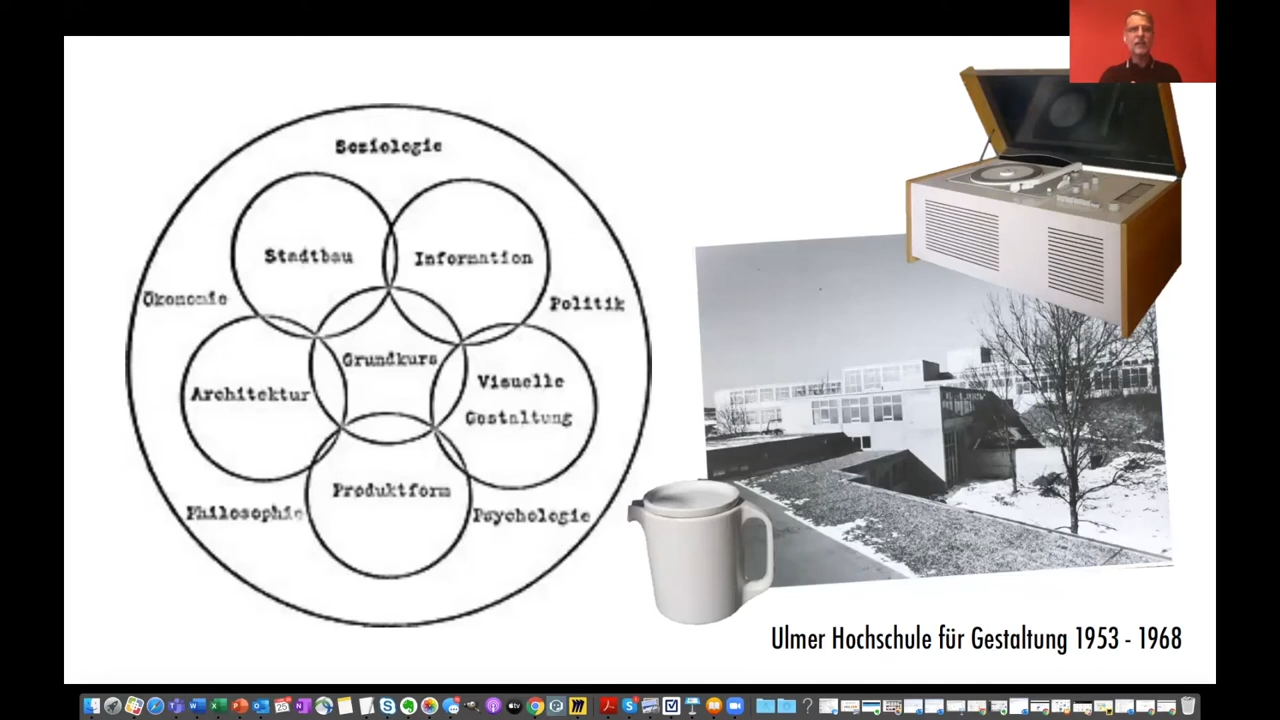 Soziologie
Stadtbau
Information
Ökonomie
Politik
Grundkurs
Architektur
Visuelle
Gestaltung
Produktform
Philosophie
Psychologie
Ulmer Hochschule für Gestaltung 1953 - 1968